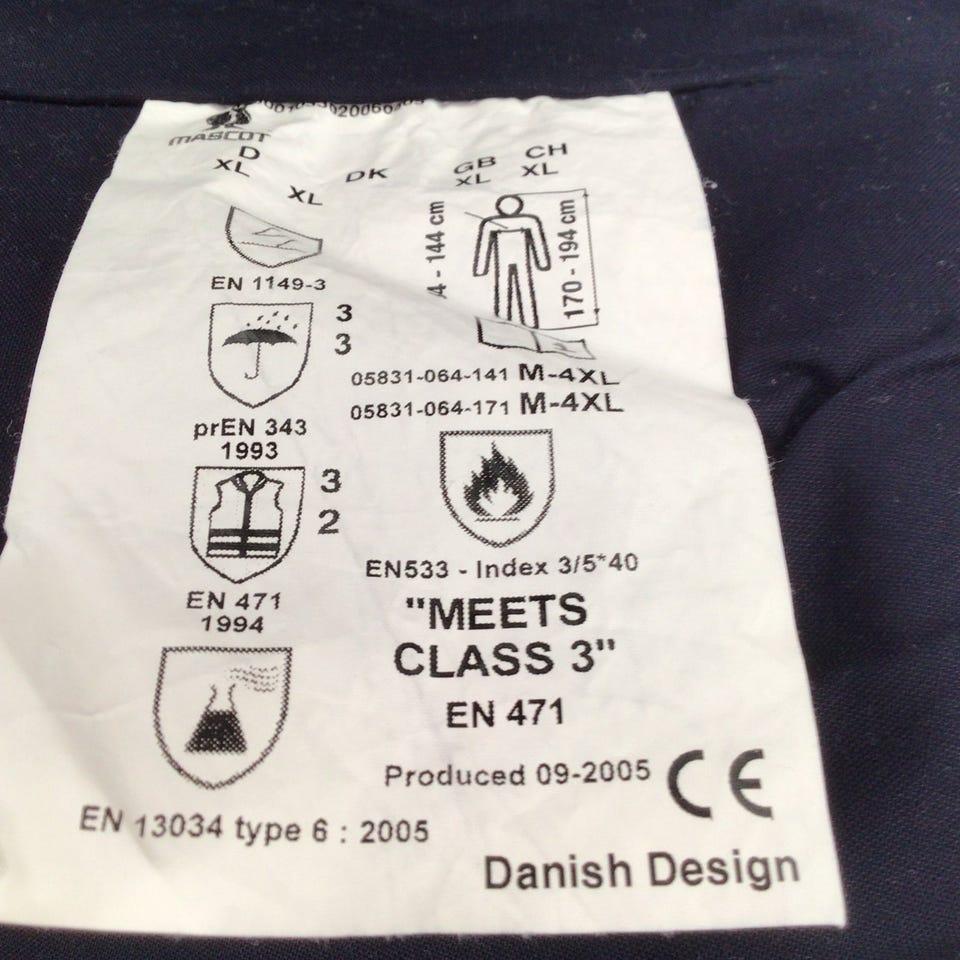 MASCOT
D DK GB CH
XL XL XL XL
4 - 144 cm
170 - 194 cm
EN 1149-3
3
3
05831-064-141 M-4XL
05831-064-171 M-4XL
prEN 343
1993
3
2
EN533 - Index 3/5*40
EN 471
1994
"MEETS
CLASS 3"
EN 471
Produced 09-2005 CE
EN 13034 type 6 : 2005
Danish Design